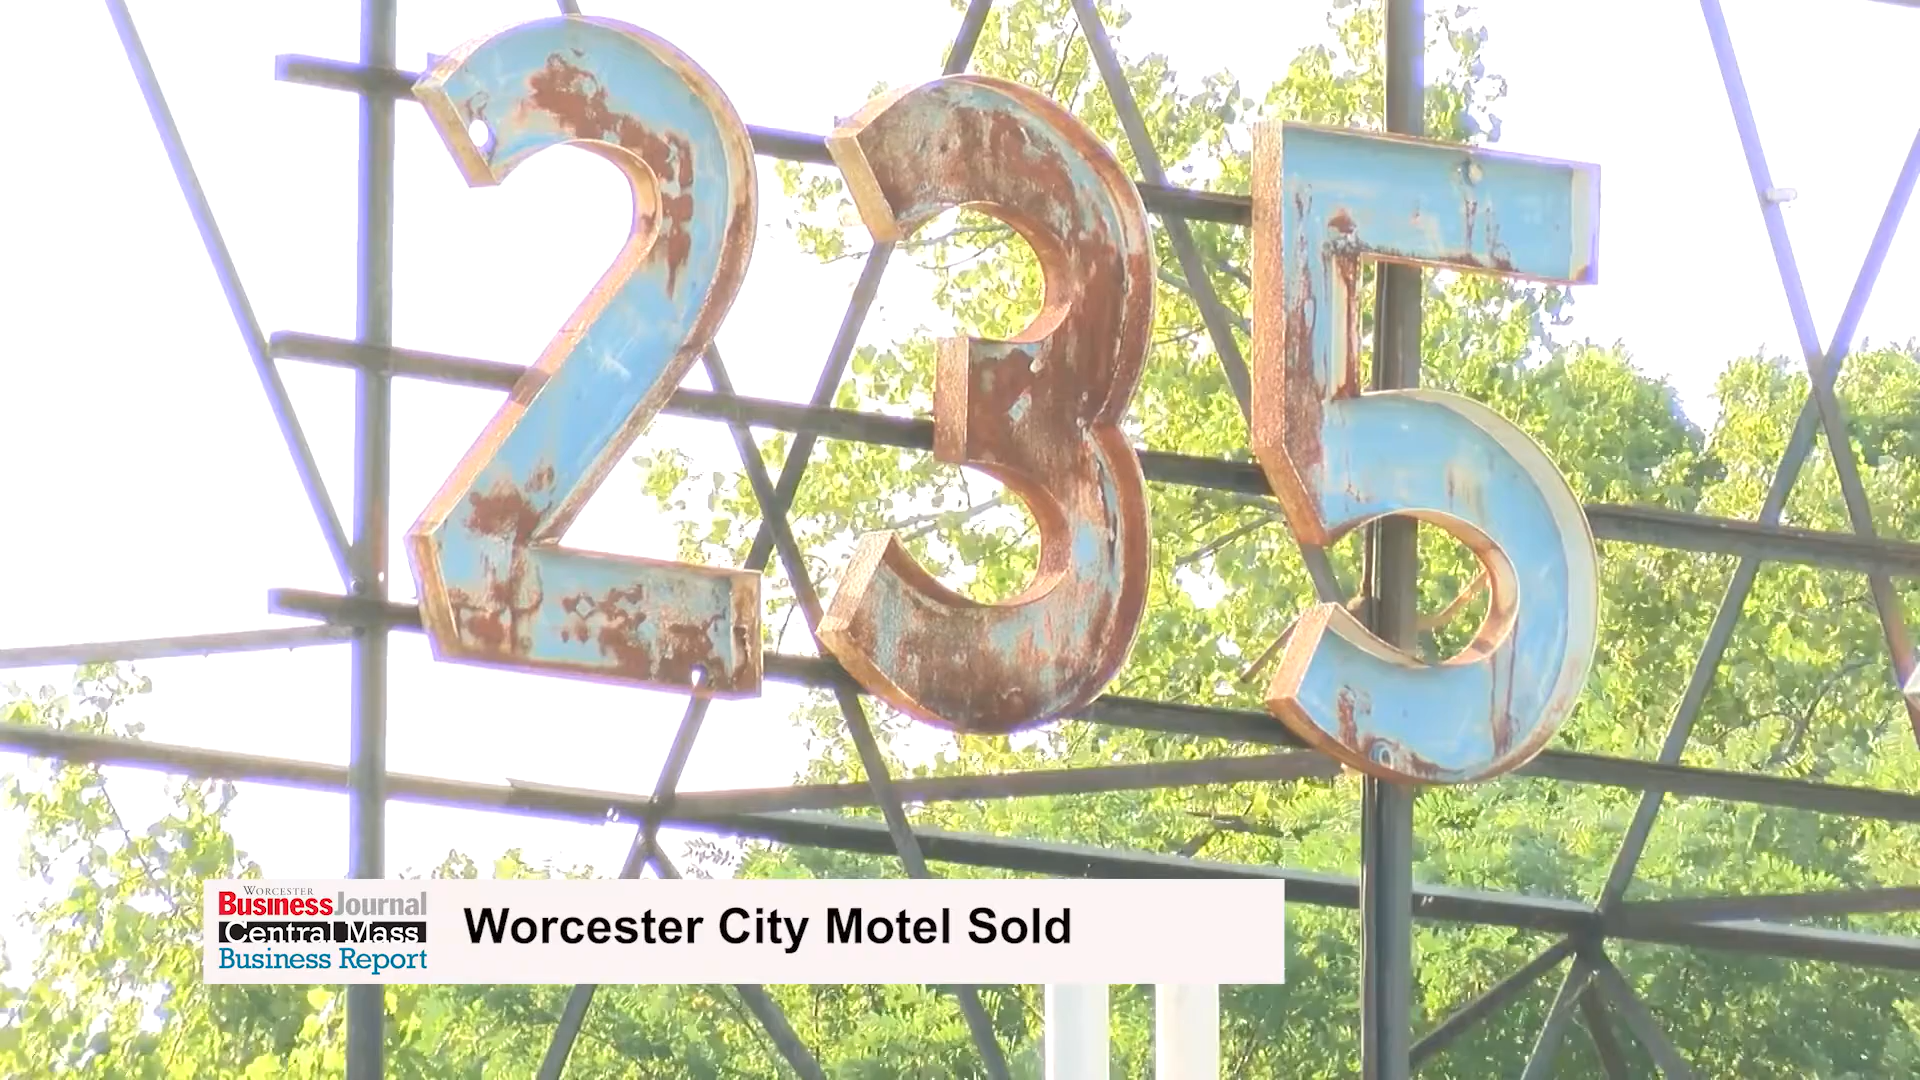 235
WORCESTER
BusinessJournal
Central Mass
Business Report
Worcester City Motel Sold